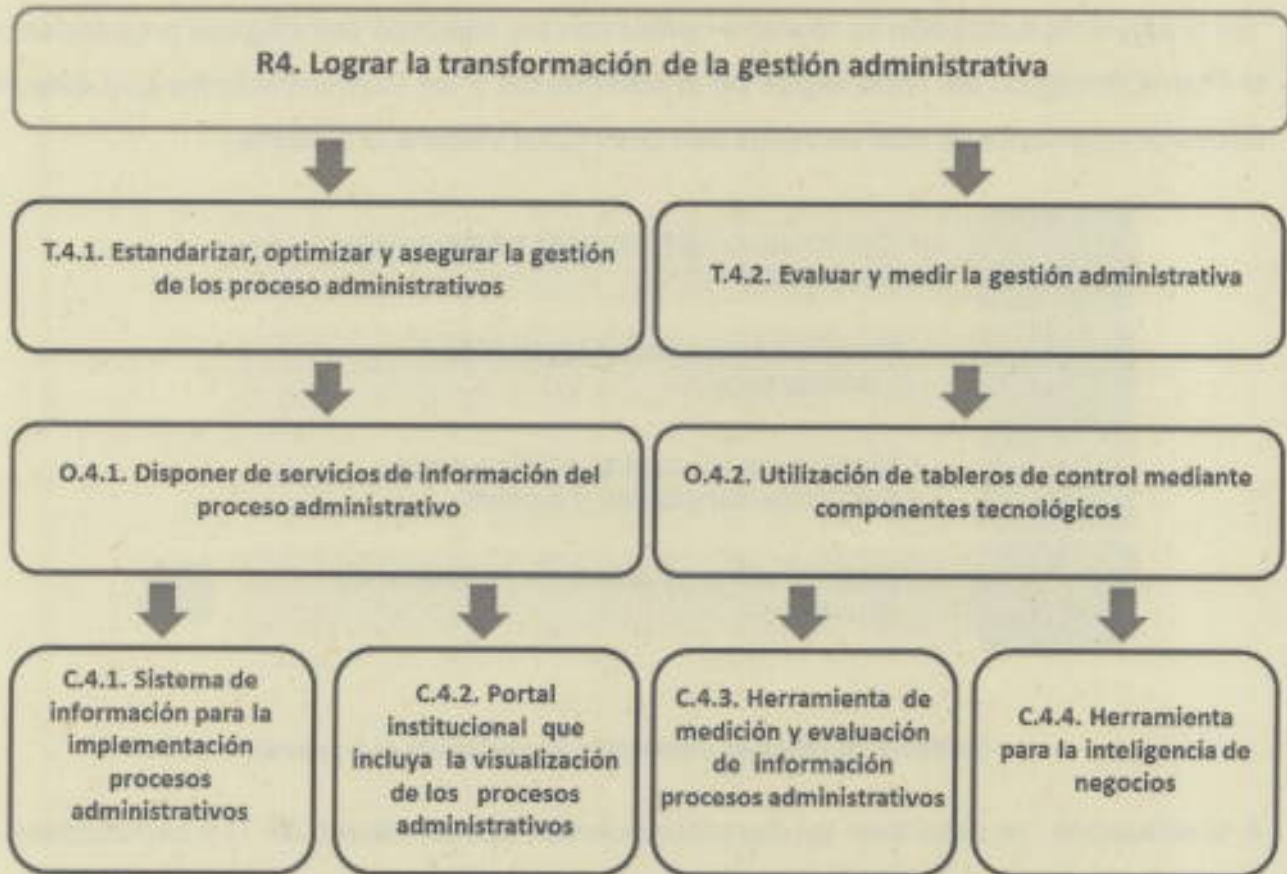 R4. Lograr la transformación de la gestión administrativa
T.4.1. Estandarizar, optimizar y asegurar la gestión
de los proceso administrativos
T.4.2. Evaluar y medir la gestión administrativa
O.4.1. Disponer de servicios de información del
proceso administrativo
O.4.2. Utilización de tableros de control mediante
componentes tecnológicos
C.4.1. Sistema de
información para la
implementación
procesos
administrativos
C.4.2. Portal
institucional que
incluya la visualización
de los procesos
administrativos
C.4.3. Herramienta de
medición y evaluación
de información
procesos administrativos
C.4.4. Herramienta
para la inteligencia de
negocios